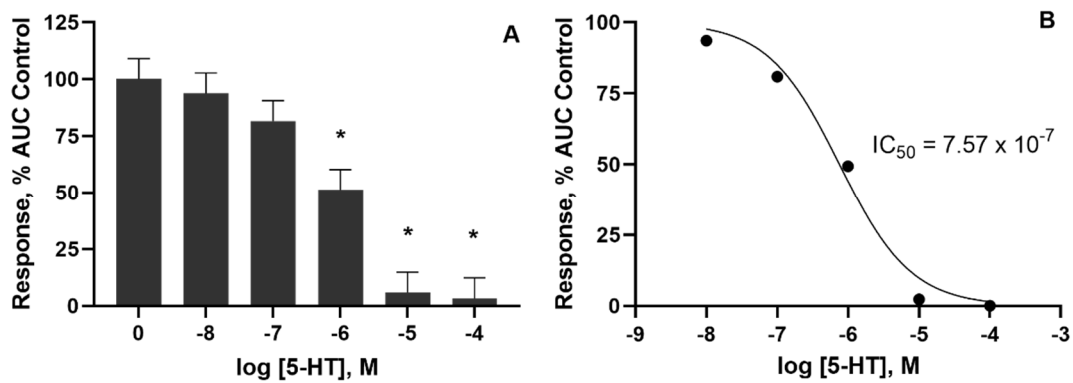 A
Response, % AUC Control
125
100
75
50
25
0
*
*
*
0 -8 -7 -6 -5 -4
log [5-HT], M
B
Response, % AUC Control
100
75
50
25
0
IC50 = 7.57 x 10-7
-9 -8 -7 -6 -5 -4 -3
log [5-HT], M